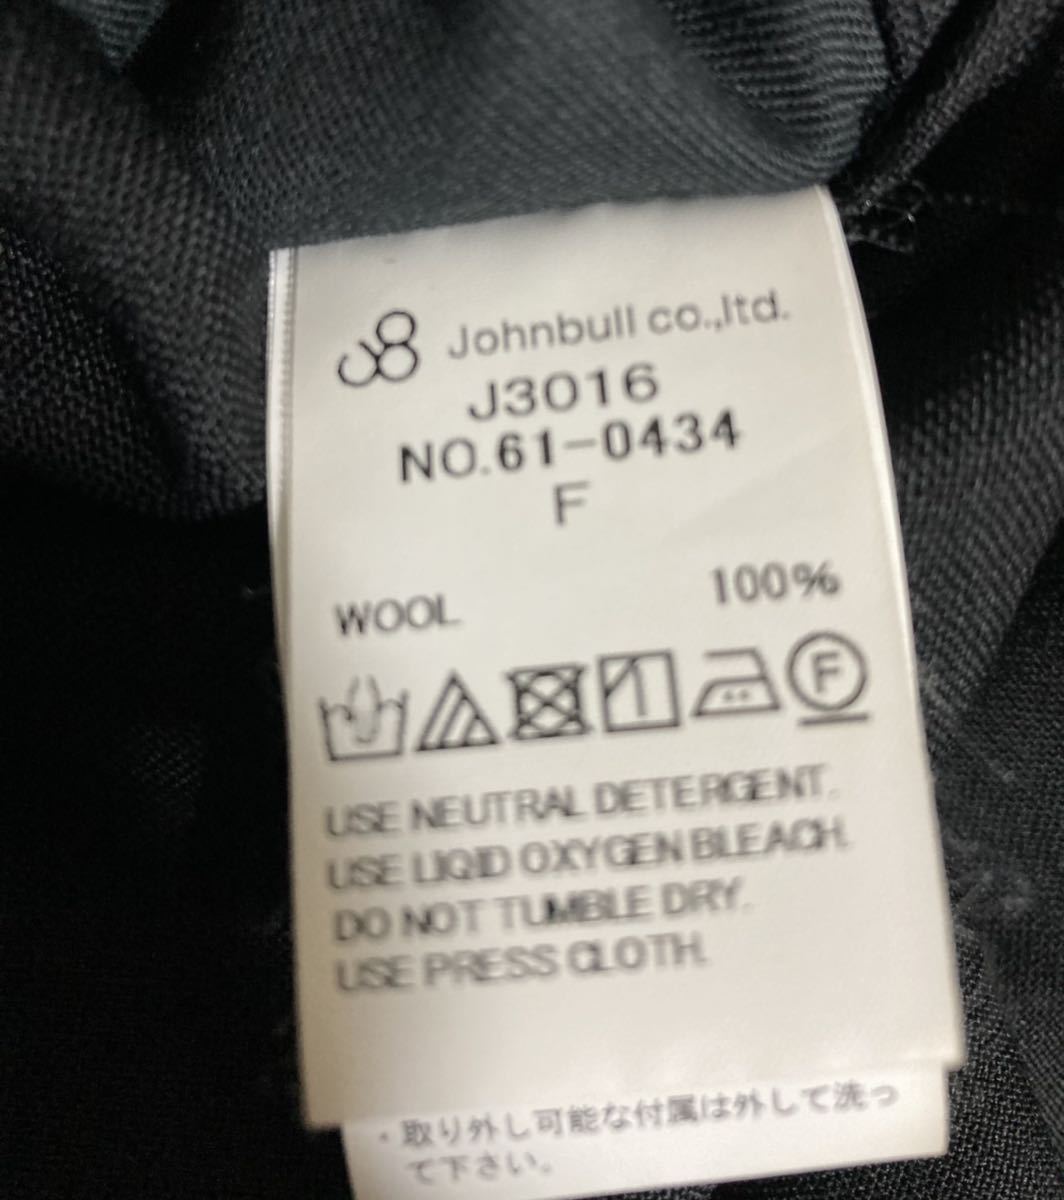 Johnbull co.,ltd.
J3016
NO.61-0434
F
WOOL 100%
F
USE NEUTRAL DETERGENT.
USE LIQID OXYGEN BLEACH.
DO NOT TUMBLE DRY.
USE PRESS CLOTH.
・取り外し可能な付属は外して洗っ
て下さい。